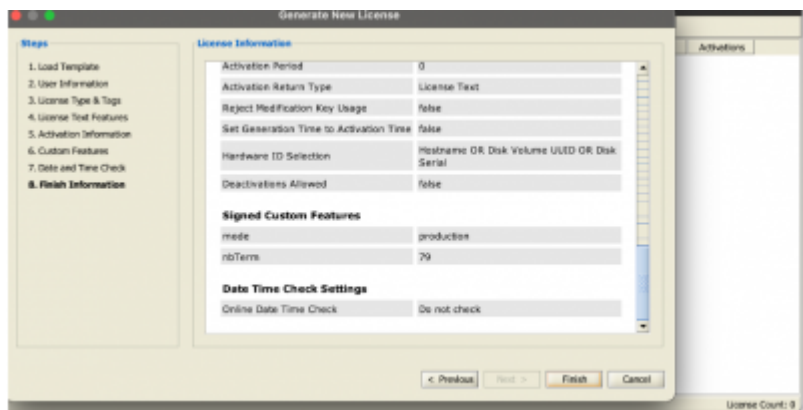 Generate New License
Steps
1. Load Template
2. User Information
3. License Type & Tags
4. License Text Features
5. Activation Information
6. Custom Features
7. Date and Time Check
8. Finish Information
License Information
Activation Period 0
Activation Return Type License Text
Reject Modification Key Usage false
Set Generation Time to Activation Time false
Hardware ID Selection Hostname OR Disk Volume UUID OR Disk
Serial
Deactivations Allowed false
Signed Custom Features
mode production
nbTerm 79
Date Time Check Settings
Online Date Time Check Do not check
< Previous Next > Finish Cancel
Activations
License Count: 0